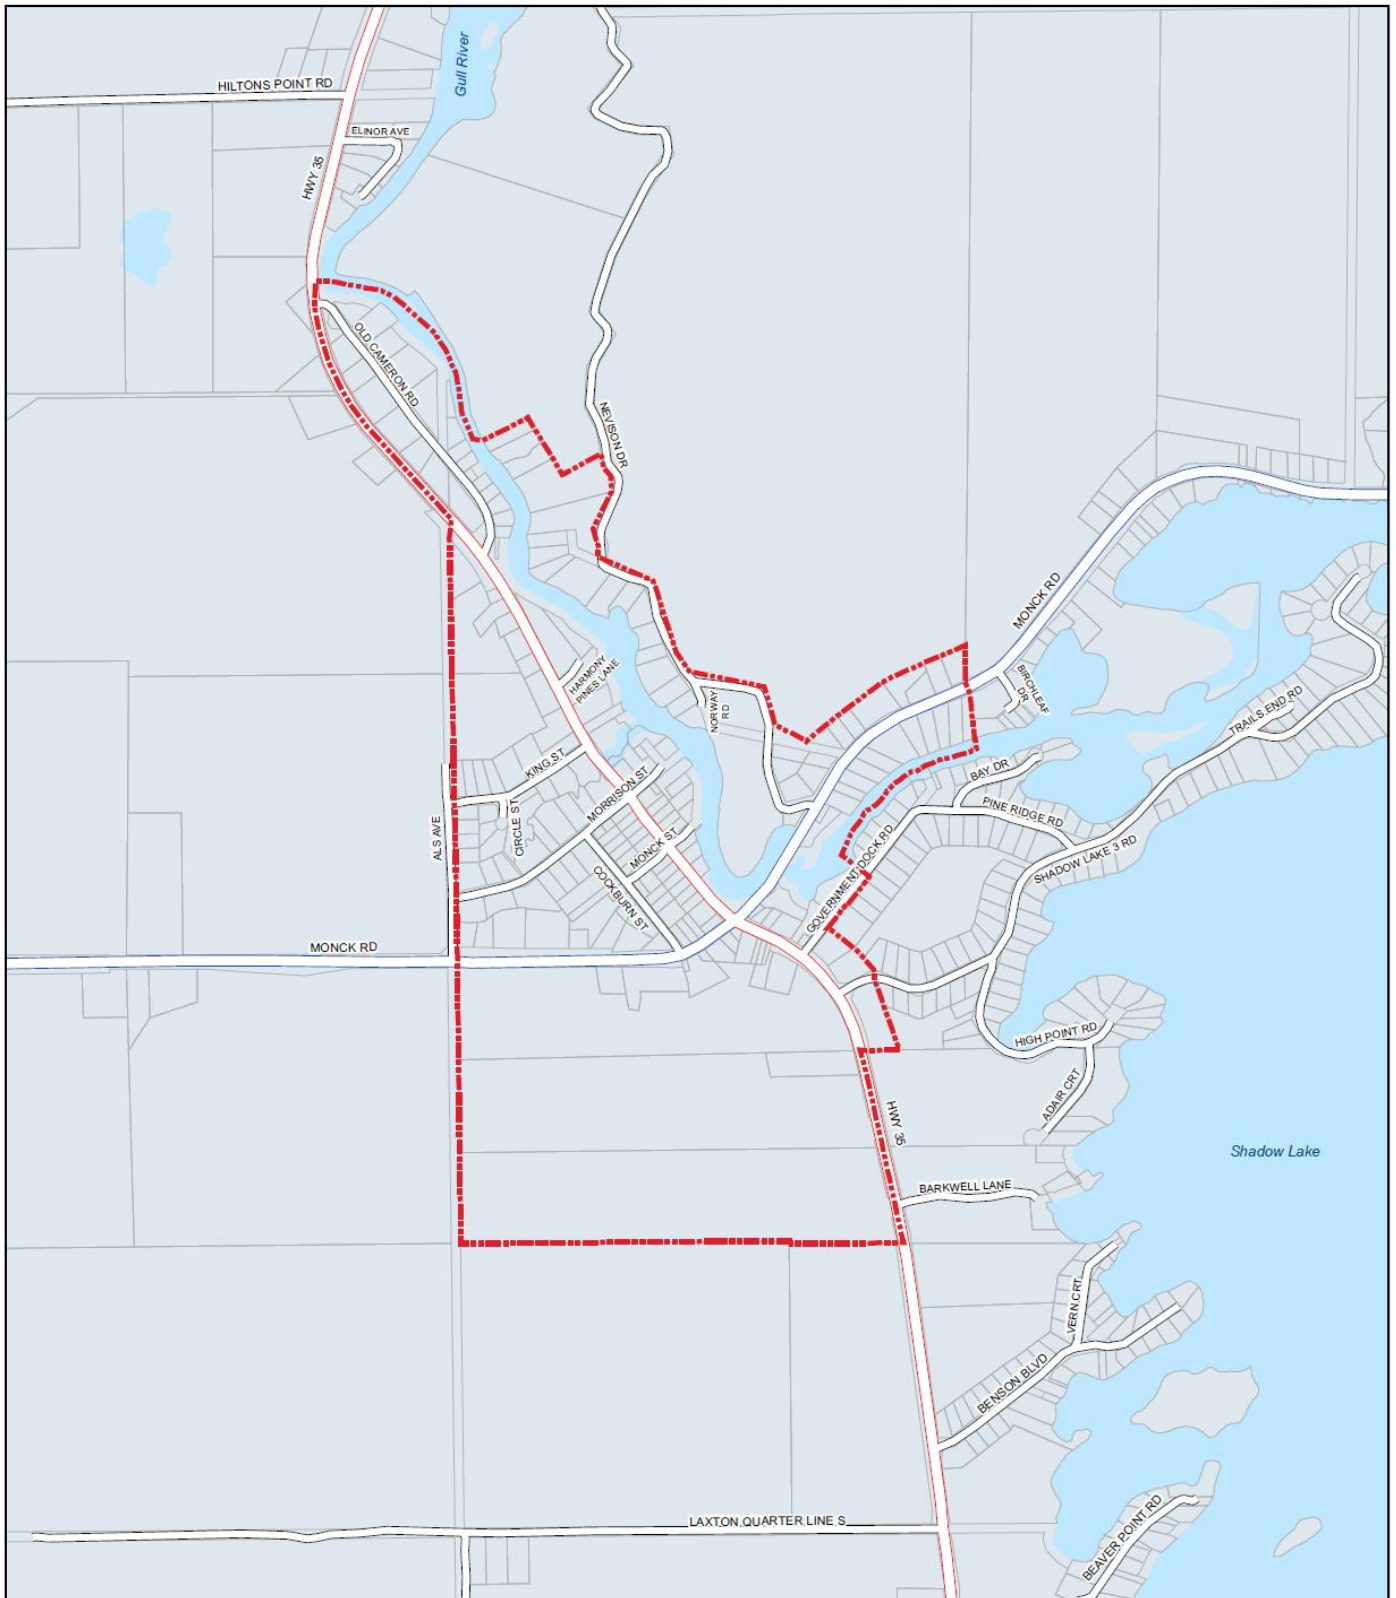 Gull River
HILTONS POINT RD
ELINOR AVE
HWY 35
OLD CAMERON RD
NEVISON DR
MONCK RD
HARMONY
PINES LANE
NORWAY
RD
BIRCHLEAF
DR
TRAILS END RD
KING ST
BAY DR
MORRISON ST
PINE RIDGE RD
CIRCLE ST
ALS AVE
MONCK ST
GOVERNMENT DOCK RD
SHADOW LAKE 3 RD
COCKBURN ST
MONCK RD
HIGH POINT RD
ADAIR CRT
HWY 35
Shadow Lake
BARKWELL LANE
VERN CRT
BENSON BLVD
LAXTON QUARTER LINE S
BEAVER POINT RD